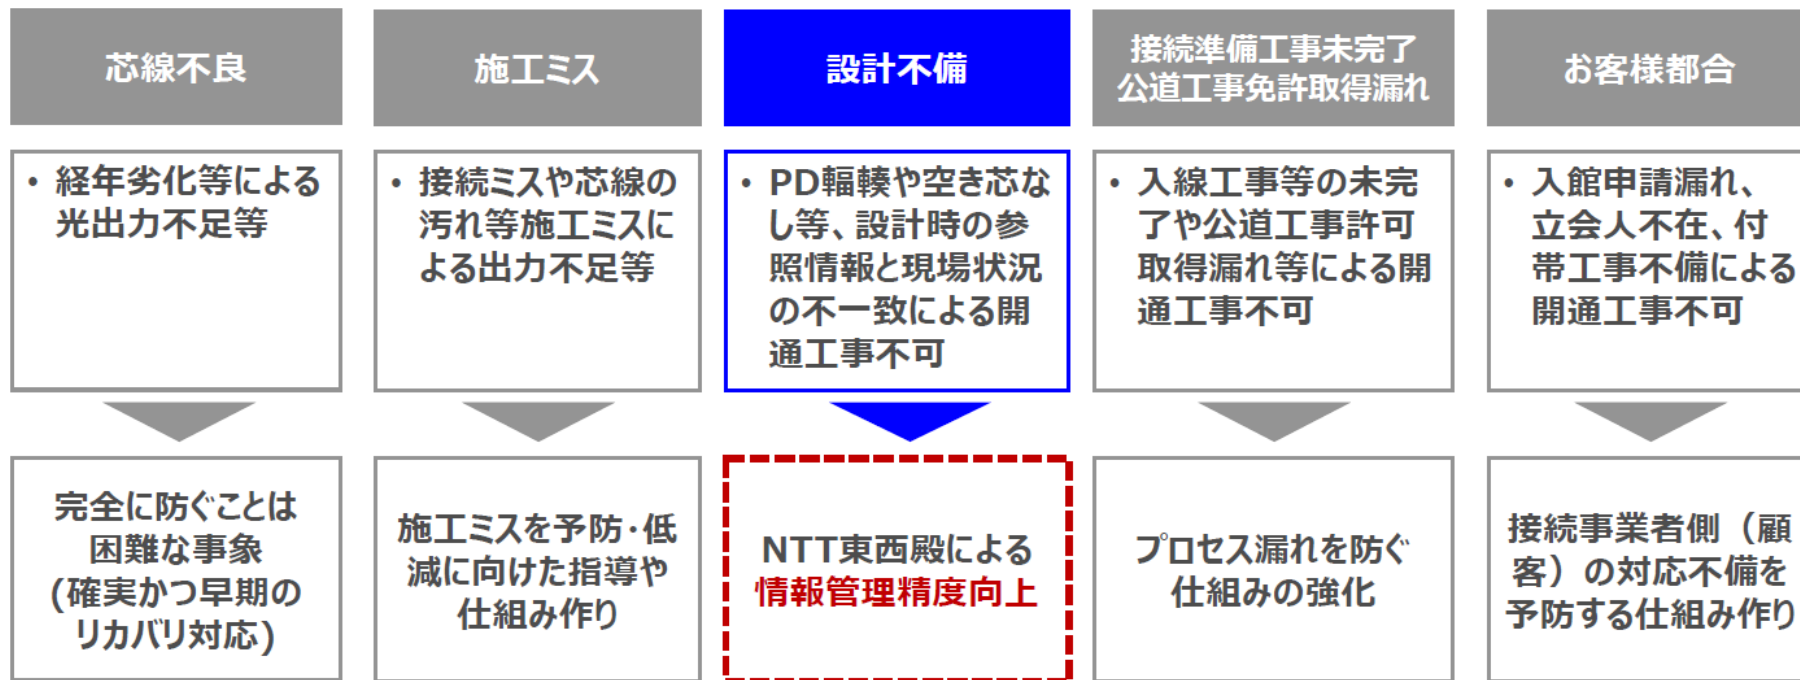 芯線不良
施工ミス
設計不備
接続準備工事未完了
公道工事免許取得漏れ
お客様都合
• 経年劣化等による
光出力不足等
• 接続ミスや芯線の
汚れ等施工ミスに
よる出力不足等
• PD輻輳や空き芯な
し等、設計時の参
照情報と現場状況
の不一致による開
通工事不可
• 入線工事等の未完
了や公道工事許可
取得漏れ等による開
通工事不可
• 入館申請漏れ、
立会人不在、付
帯工事不備による
開通工事不可
完全に防ぐことは
困難な事象
(確実かつ早期の
リカバリ対応)
施工ミスを予防・低
減に向けた指導や
仕組み作り
NTT東西殿による
情報管理精度向上
プロセス漏れを防ぐ
仕組みの強化
接続事業者側（顧
客）の対応不備を
予防する仕組み作り